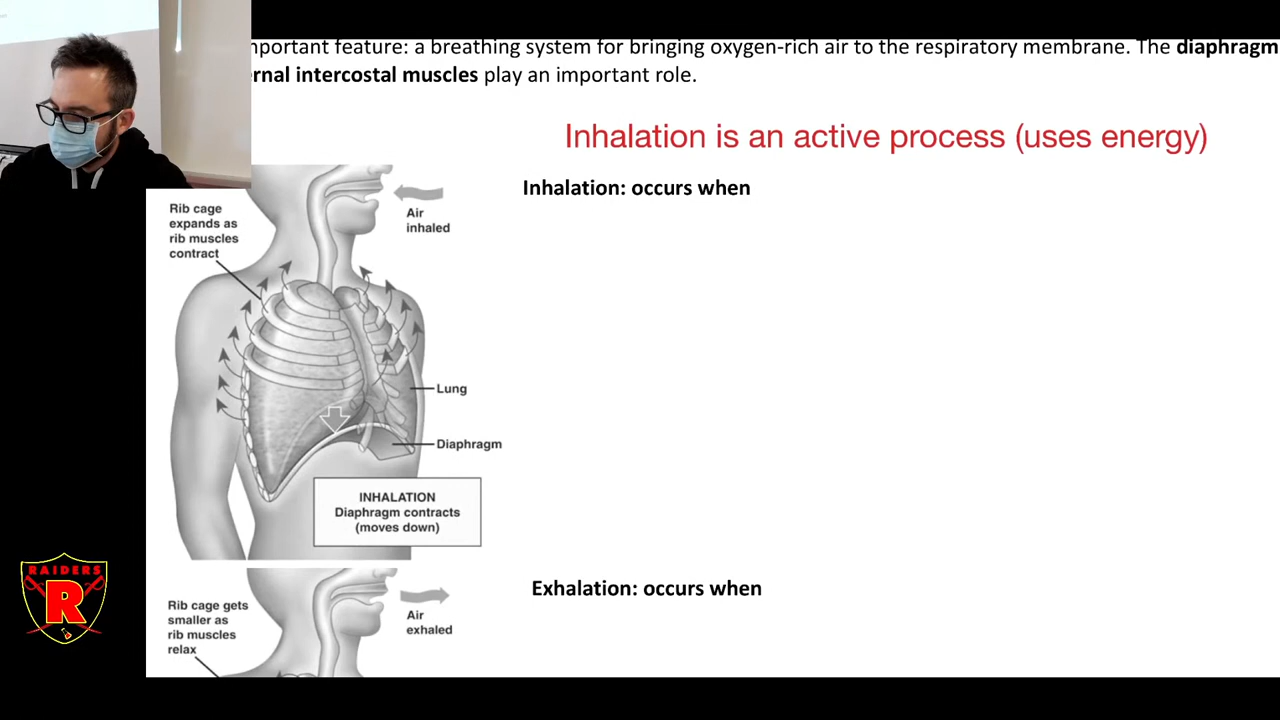 mportant feature: a breathing system for bringing oxygen-rich air to the respiratory membrane. The diaphragm
ernal intercostal muscles play an important role.
Inhalation is an active process (uses energy)
Inhalation: occurs when
Rib cage
expands as
rib muscles
contract
Air
inhaled
Lung
Diaphragm
INHALATION
Diaphragm contracts
(moves down)
RAIDERS
R
Exhalation: occurs when
Rib cage gets
smaller as
rib muscles
relax
Air
exhaled